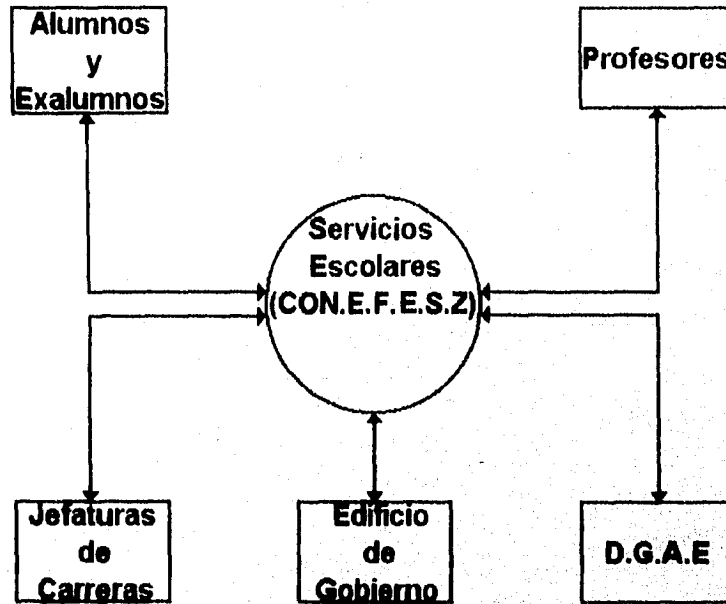 Alumnos
y
Exalumnos
Profesores
Servicios
Escolares
(CON.E.F.E.S.Z)
Jefaturas
de
Carreras
Edificio
de
Gobierno
D.G.A.E